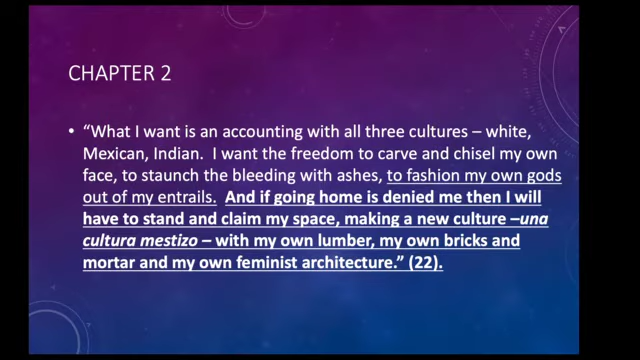 CHAPTER 2
• “What I want is an accounting with all three cultures – white,
Mexican, Indian. I want the freedom to carve and chisel my own
face, to staunch the bleeding with ashes, to fashion my own gods
out of my entrails. And if going home is denied me then I will
have to stand and claim my space, making a new culture –una
cultura mestizo – with my own lumber, my own bricks and
mortar and my own feminist architecture.” (22).